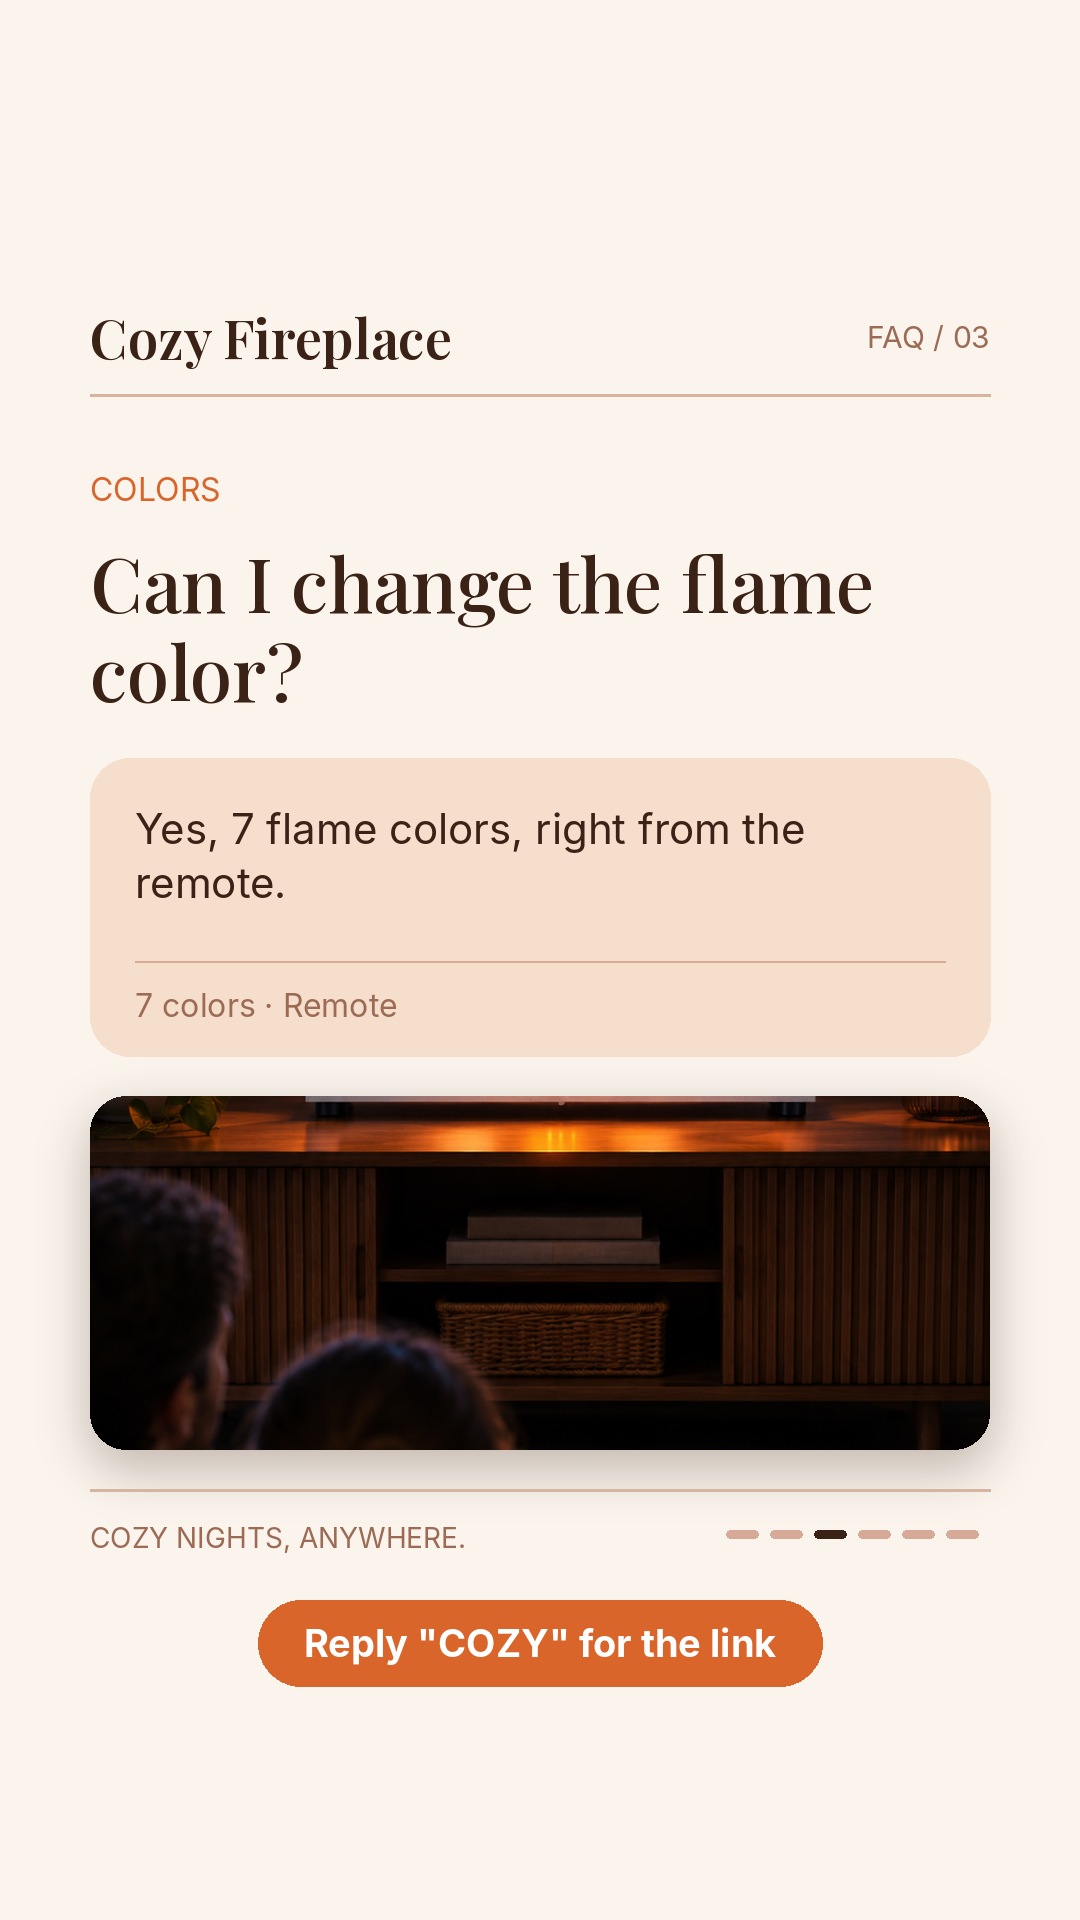 Cozy Fireplace
FAQ / 03
COLORS
Can I change the flame
color?
Yes, 7 flame colors, right from the
remote.
7 colors · Remote
COZY NIGHTS, ANYWHERE.
Reply "COZY" for the link